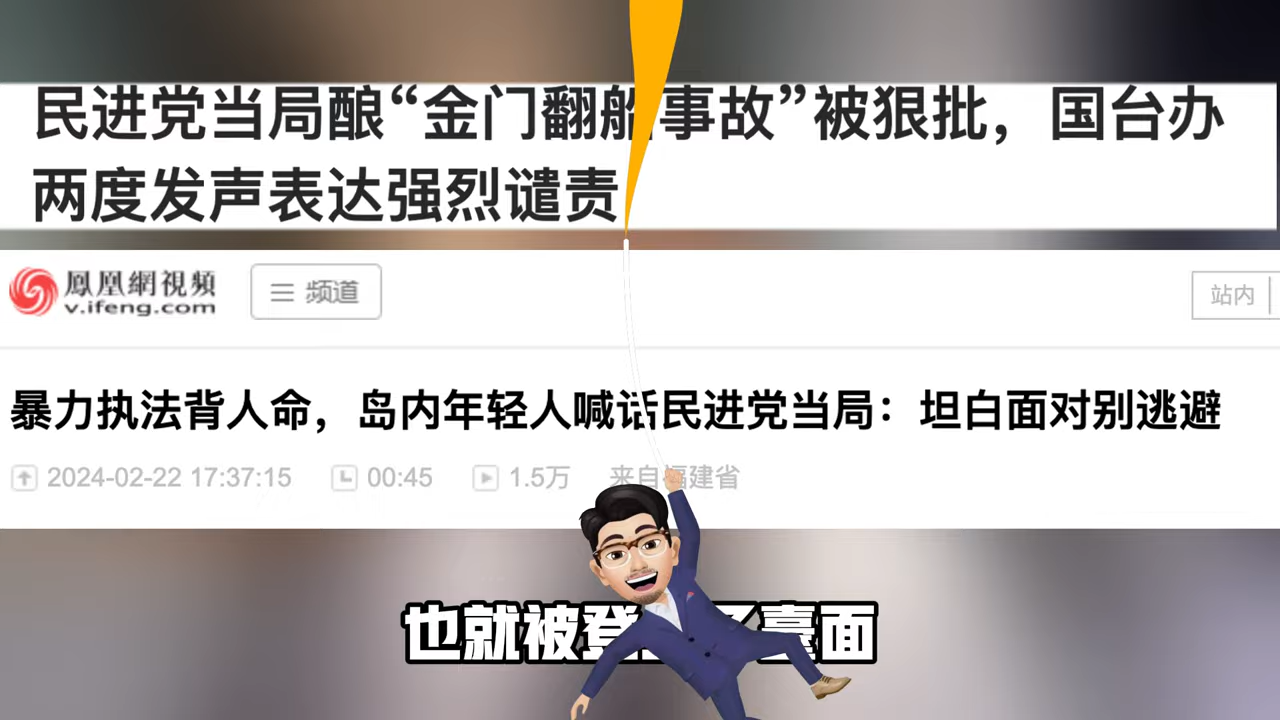 民进党当局酿“金门翻船事故”被狠批，国台办
两度发声表达强烈谴责
鳳凰網視頻
v.ifeng.com
频道
站内
暴力执法背人命，岛内年轻人喊话民进党当局：坦白面对别逃避
2024-02-22 17:37:15 00:45 1.5万 来自福建省
也就被登 臺面